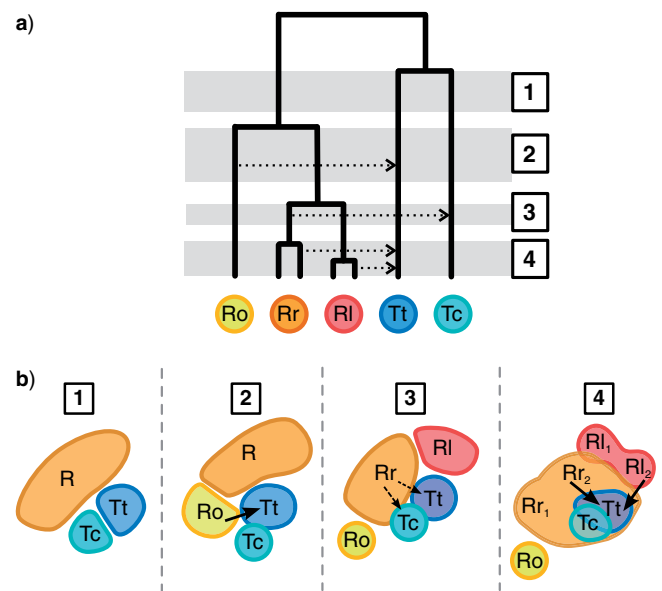 a)
1
2
3
4
Ro Rr Rl Tt Tc
b)
1 2 3 4
R Tt Tc
R Ro Tt Tc
Rl Rr Tt Tc Ro
Rl1 Rl2 Rr2 Rr1 Tt Tc Ro